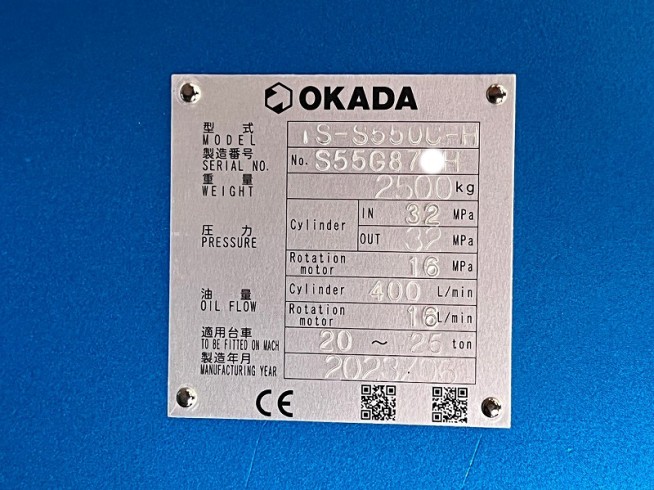 OKADA
型 式
MODEL TS-S550G-H
製造番号
SERIAL NO. No.
重 量
WEIGHT 2500 kg
圧 力
PRESSURE
Cylinder IN 32 MPa
OUT 32 MPa
Rotation motor 16 MPa
油 量
OIL FLOW
Cylinder 400 L/min
Rotation motor 16 L/min
適用台車
TO BE FITTED ON MACH 20 ~ 25 ton
製造年月
MANUFACTURING YEAR
CE